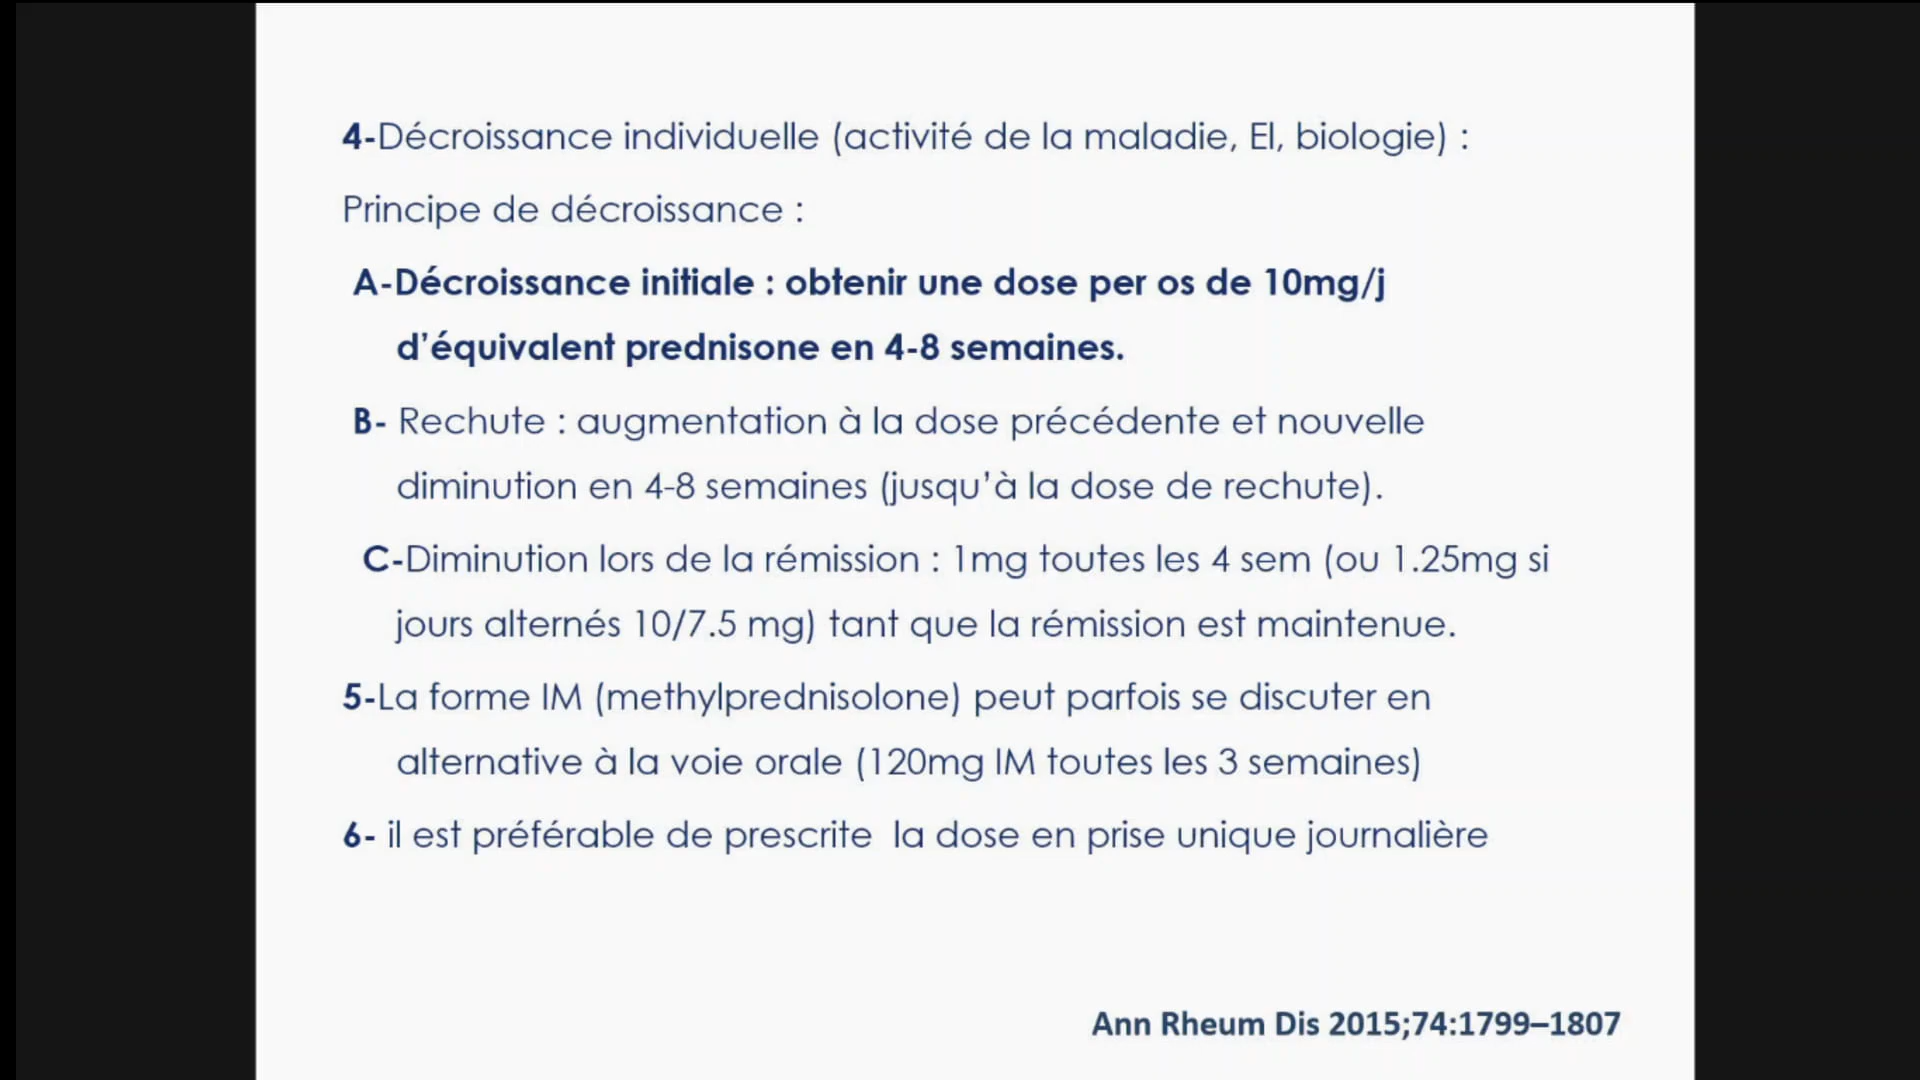 4-Décroissance individuelle (activité de la maladie, EI, biologie) :
Principe de décroissance :
A-Décroissance initiale : obtenir une dose per os de 10mg/j
d’équivalent prednisone en 4-8 semaines.
B- Rechute : augmentation à la dose précédente et nouvelle
diminution en 4-8 semaines (jusqu’à la dose de rechute).
C-Diminution lors de la rémission : 1mg toutes les 4 sem (ou 1.25mg si
jours alternés 10/7.5 mg) tant que la rémission est maintenue.
5-La forme IM (methylprednisolone) peut parfois se discuter en
alternative à la voie orale (120mg IM toutes les 3 semaines)
6- il est préférable de prescrite la dose en prise unique journalière
Ann Rheum Dis 2015;74:1799–1807